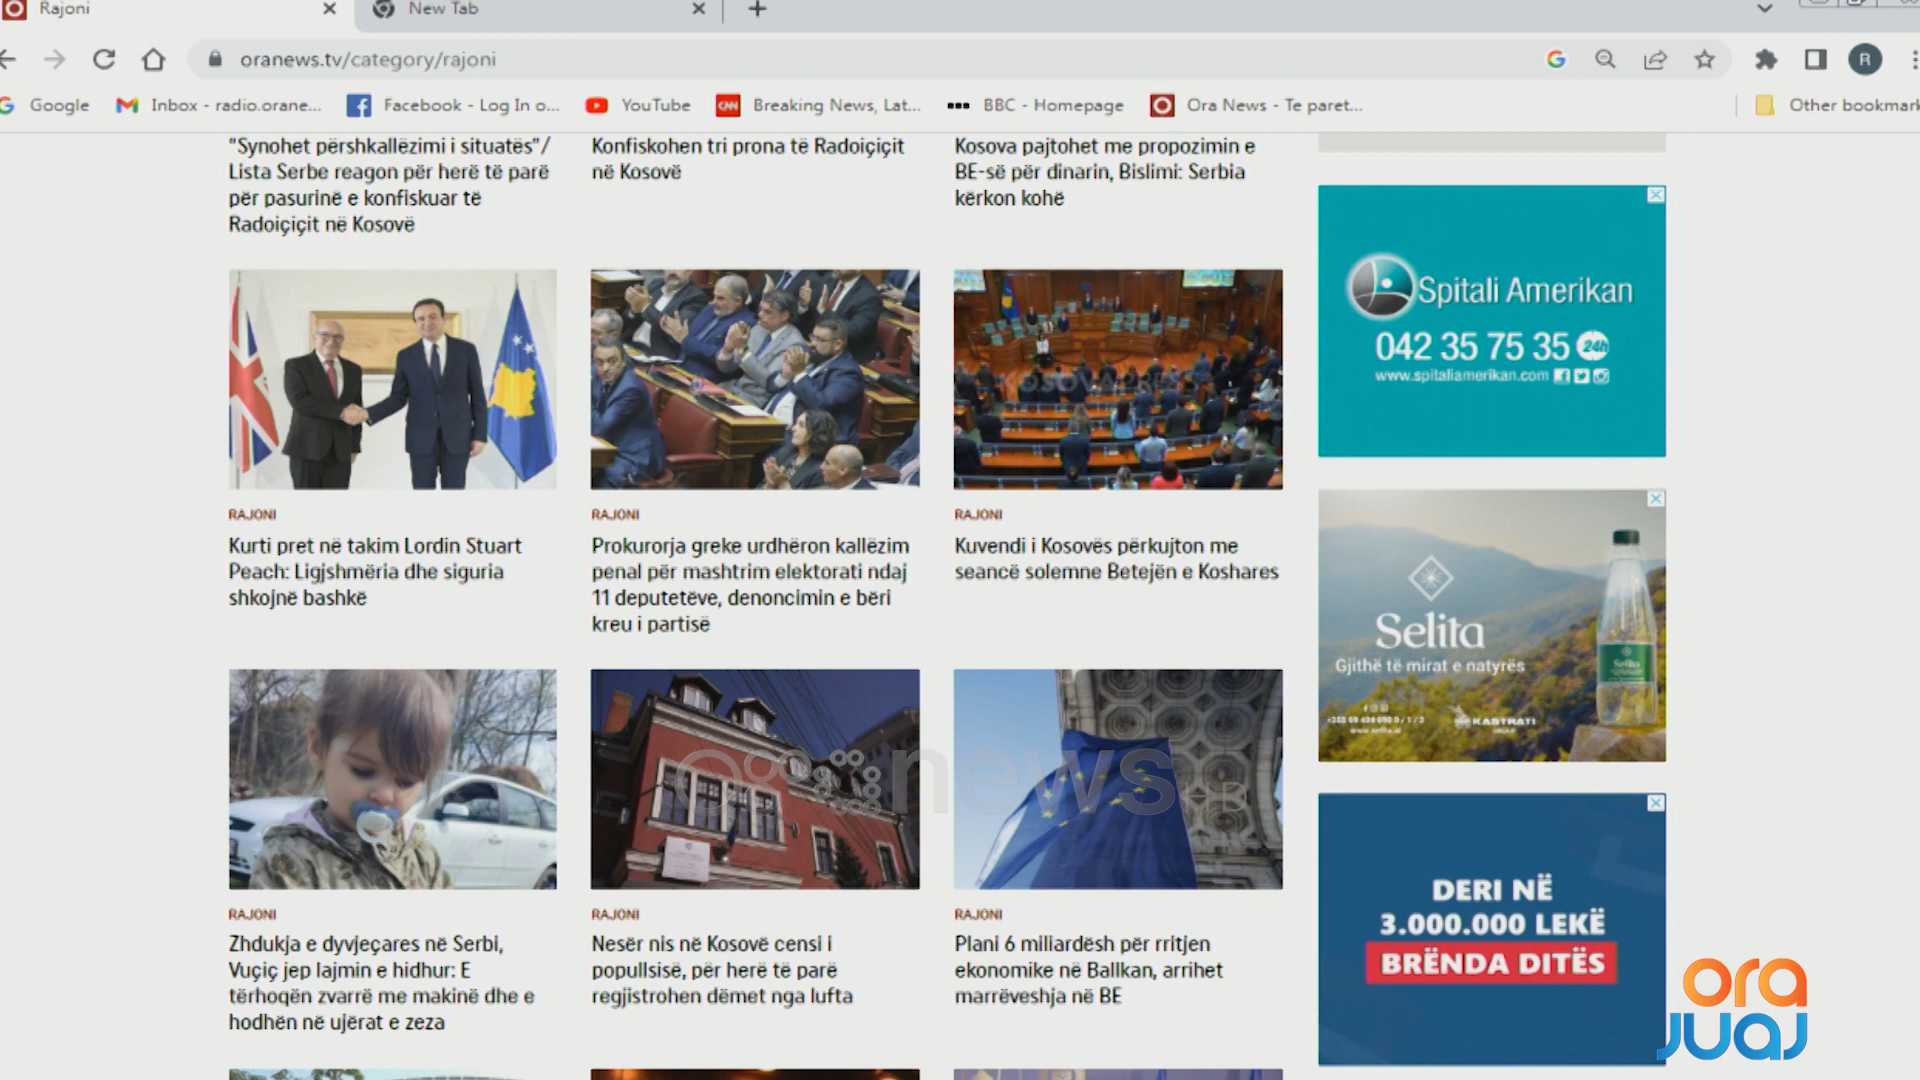 Rajoni
New Tab
oranews.tv/category/rajoni
R
Google
Inbox - radio.orane...
Facebook - Log In o...
YouTube
CNN
Breaking News, Lat...
BBC - Homepage
Ora News - Te paret...
Other bookmark
"Synohet përshkallëzimi i situatës"/
Lista Serbe reagon për herë të parë
për pasurinë e konfiskuar të
Radoiçiçit në Kosovë
Konfiskohen tri prona të Radoiçiçit
në Kosovë
Kosova pajtohet me propozimin e
BE-së për dinarin, Bislimi: Serbia
kërkon kohë
KOSOVAPRESS
RAJONI
Kurti pret në takim Lordin Stuart
Peach: Ligjshmëria dhe siguria
shkojnë bashkë
RAJONI
Prokurorja greke urdhëron kallëzim
penal për mashtrim elektorati ndaj
11 deputetëve, denoncimin e bëri
kreu i partisë
RAJONI
Kuvendi i Kosovës përkujton me
seancë solemne Betejën e Koshares
RAJONI
Zhdukja e dyvjeçares në Serbi,
Vuçiç jep lajmin e hidhur: E
tërhoqën zvarrë me makinë dhe e
hodhën në ujërat e zeza
RAJONI
Nesër nis në Kosovë censi i
popullsisë, për herë të parë
regjistrohen dëmet nga lufta
RAJONI
Plani 6 miliardësh për rritjen
ekonomike në Ballkan, arrihet
marrëveshja në BE
news
Spitali Amerikan
042 35 75 35 24h
www.spitaliamerikan.com
Selita
Gjithë të mirat e natyrës
Selita
KASTRATI
DERI NË
3.000.000 LEKË
BRËNDA DITËS
ora
JUAJ